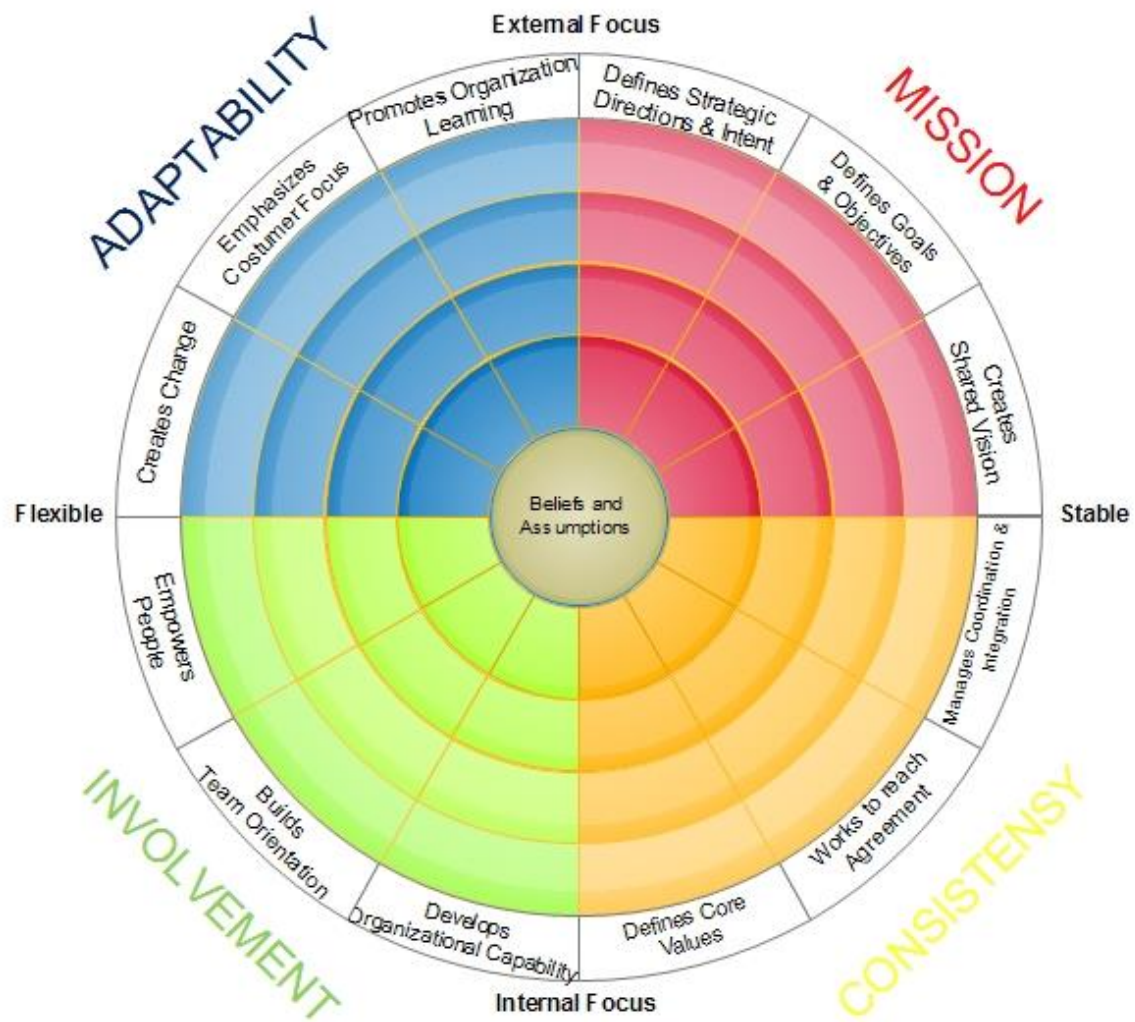 External Focus
ADAPTABILITY
MISSION
Promotes Organization
Learning
Defines Strategic
Directions & Intent
Emphasizes
Costumer Focus
Defines Goals
& Objectives
Creates Change
Creates
Shared Vision
Flexible
Beliefs and
Assumptions
Stable
Empowers
People
Manages Coordination &
Integration
Builds
Team Orientation
Works to reach
Agreement
Develops
Organizational Capability
Defines Core
Values
INVOLVEMENT
CONSISTENSY
Internal Focus